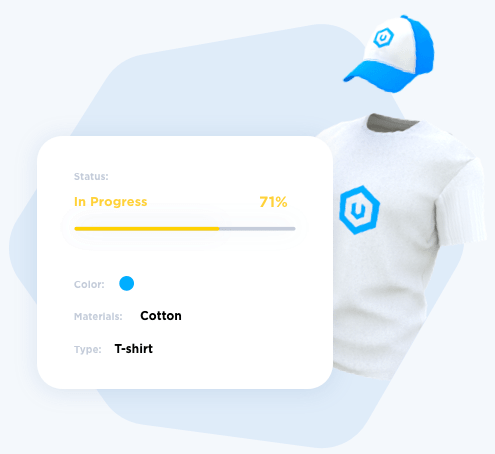 Status:
In Progress 71%
Color:
Materials: Cotton
Type: T-shirt